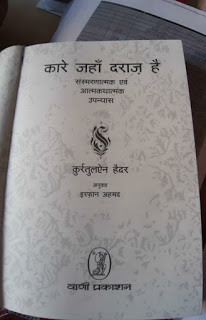 कारे जहाँ दराज़ है
संस्मरणात्मक एवं
आत्मकथात्मक
उपन्यास
क़ुर्रतुलऐन हैदर
अनुवाद
इरफ़ान अहमद
वाणी प्रकाशन